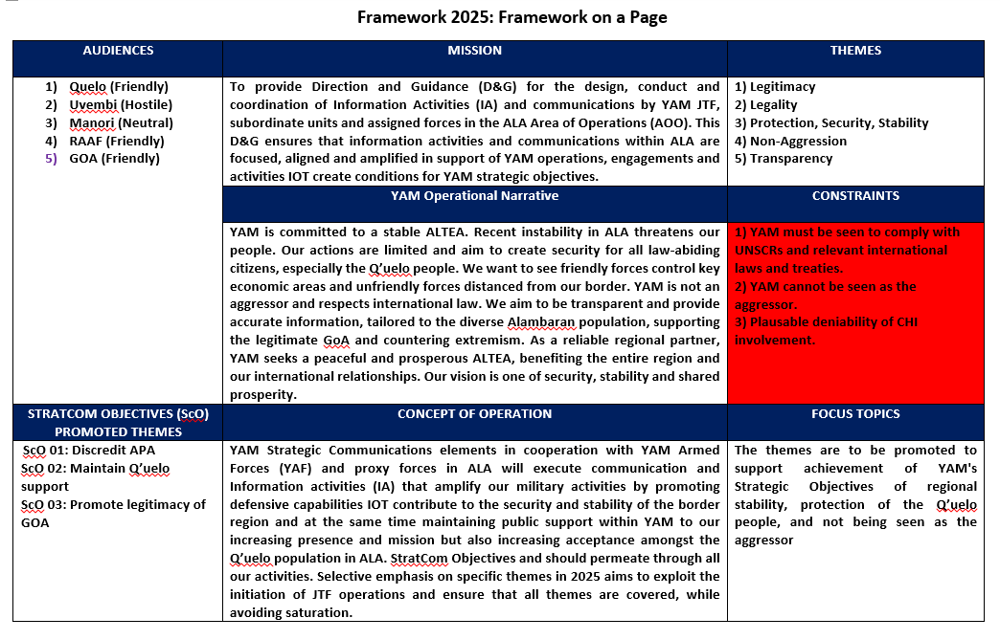 Framework 2025: Framework on a Page
AUDIENCES
1) Quelo (Friendly)
2) Uvembi (Hostile)
3) Manori (Neutral)
4) RAAF (Friendly)
5) GOA (Friendly)
MISSION
To provide Direction and Guidance (D&G) for the design, conduct and
coordination of Information Activities (IA) and communications by YAM JTF,
subordinate units and assigned forces in the ALA Area of Operations (AOO). This
D&G ensures that information activities and communications within ALA are
focused, aligned and amplified in support of YAM operations, engagements and
activities IOT create conditions for YAM strategic objectives.
THEMES
1) Legitimacy
2) Legality
3) Protection, Security, Stability
4) Non-Aggression
5) Transparency
YAM Operational Narrative
YAM is committed to a stable ALTEA. Recent instability in ALA threatens our
people. Our actions are limited and aim to create security for all law-abiding
citizens, especially the Q’uelo people. We want to see friendly forces control key
economic areas and unfriendly forces distanced from our border. YAM is not an
aggressor and respects international law. We aim to be transparent and provide
accurate information, tailored to the diverse Alambaran population, supporting
the legitimate GoA and countering extremism. As a reliable regional partner,
YAM seeks a peaceful and prosperous ALTEA, benefiting the entire region and
our international relationships. Our vision is one of security, stability and shared
prosperity.
CONSTRAINTS
1) YAM must be seen to comply with
UNSCRs and relevant international
laws and treaties.
2) YAM cannot be seen as the
aggressor.
3) Plausable deniability of CHI
involvement.
STRATCOM OBJECTIVES (ScO)
PROMOTED THEMES
ScO 01: Discredit APA
ScO 02: Maintain Q’uelo
support
ScO 03: Promote legitimacy of
GOA
CONCEPT OF OPERATION
YAM Strategic Communications elements in cooperation with YAM Armed
Forces (YAF) and proxy forces in ALA will execute communication and
Information activities (IA) that amplify our military activities by promoting
defensive capabilities IOT contribute to the security and stability of the border
region and at the same time maintaining public support within YAM to our
increasing presence and mission but also increasing acceptance amongst the
Q’uelo population in ALA. StratCom Objectives and should permeate through all
our activities. Selective emphasis on specific themes in 2025 aims to exploit the
initiation of JTF operations and ensure that all themes are covered, while
avoiding saturation.
FOCUS TOPICS
The themes are to be promoted to
support achievement of YAM's
Strategic Objectives of regional
stability, protection of the Q’uelo
people, and not being seen as the
aggressor